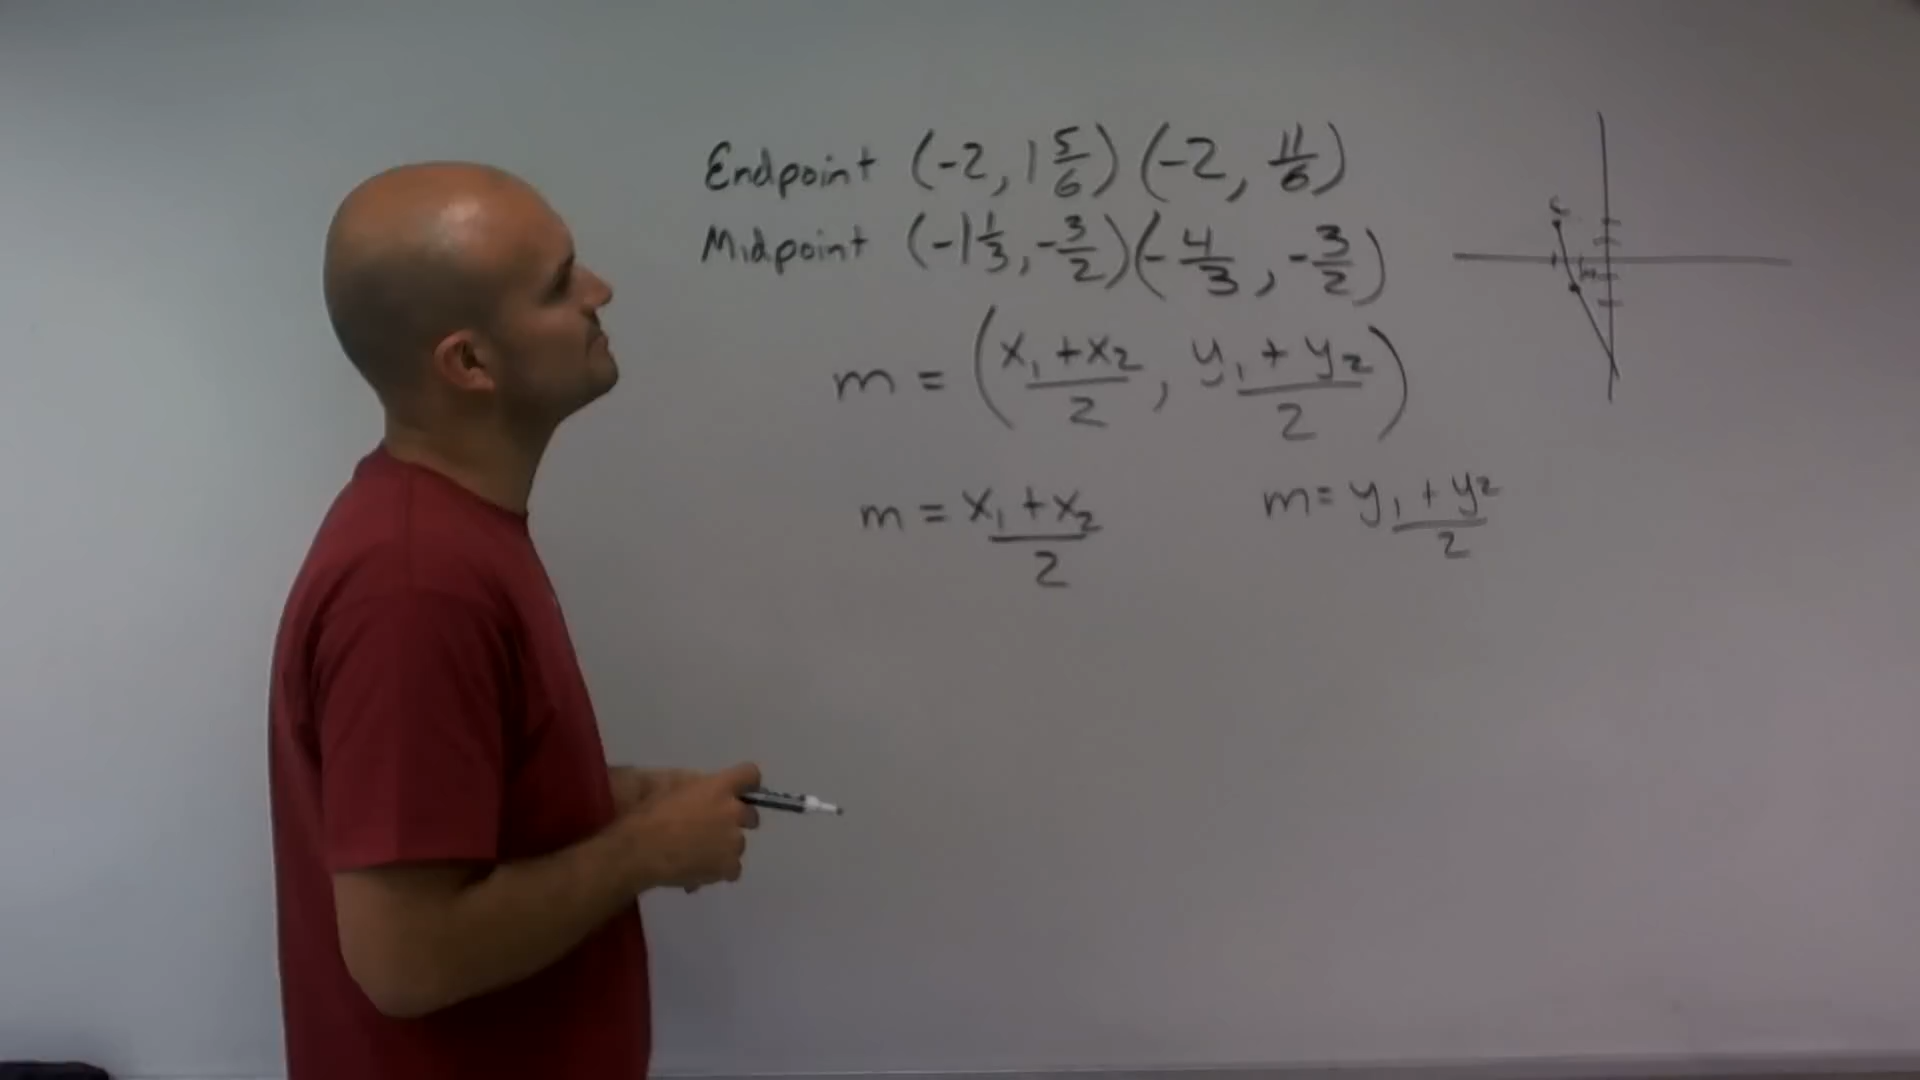 Endpoint (-2, 1 5/6) (-2, 11/6)
Midpoint (-1 1/3, -3/2) (-4/3, -3/2)
m = (x₁ + x₂ / 2, y₁ + y₂ / 2)
m = x₁ + x₂ / 2
m = y₁ + y₂ / 2